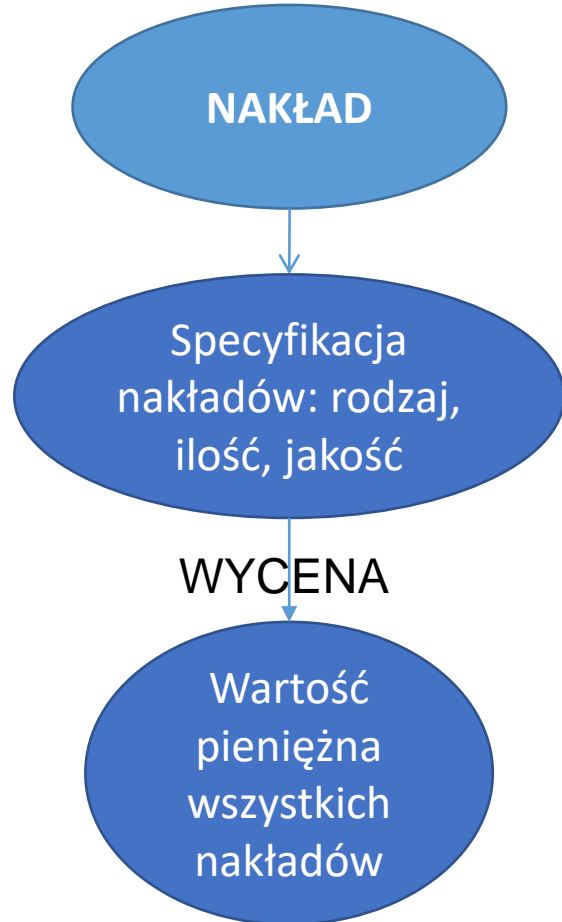 NAKŁAD
Specyfikacja
nakładów: rodzaj,
ilość, jakość
WYCENA
Wartość
pieniężna
wszystkich
nakładów